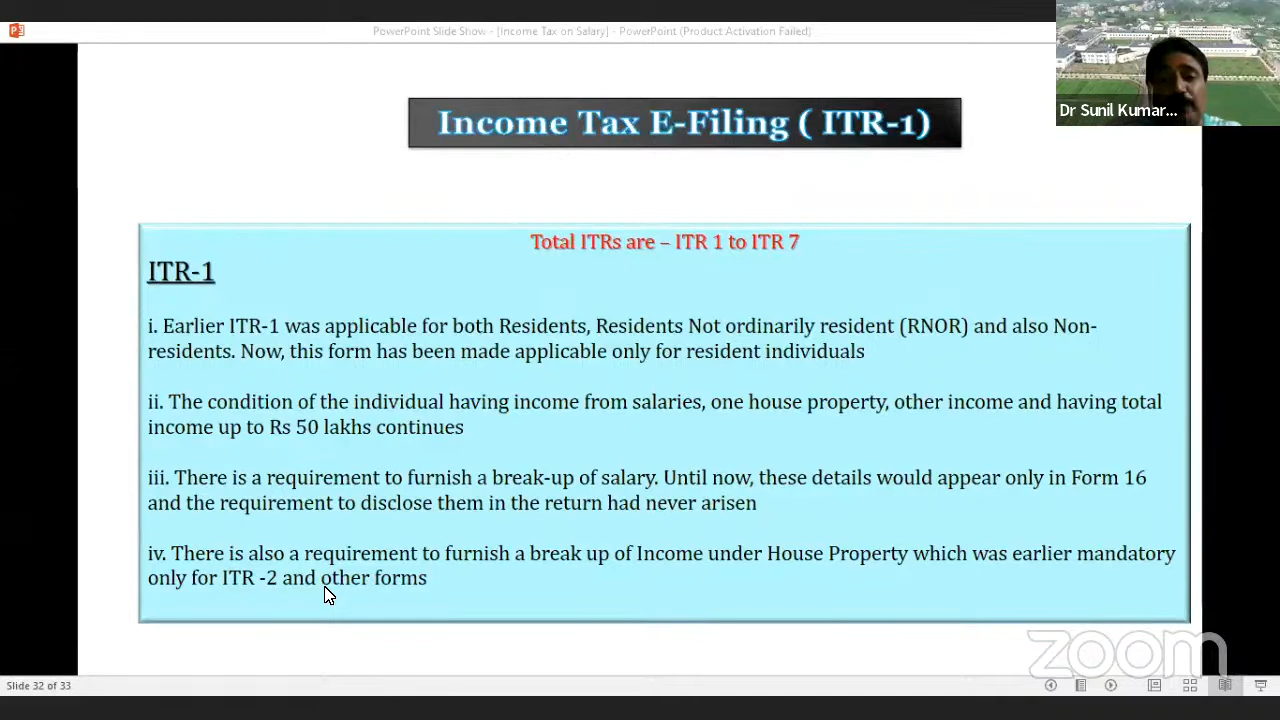 PowerPoint Slide Show - [Income Tax on Salary] - PowerPoint (Product Activation Failed)
Dr Sunil Kumar...
Income Tax E-Filing ( ITR-1)
Total ITRs are – ITR 1 to ITR 7
ITR-1
i. Earlier ITR-1 was applicable for both Residents, Residents Not ordinarily resident (RNOR) and also Non-
residents. Now, this form has been made applicable only for resident individuals
ii. The condition of the individual having income from salaries, one house property, other income and having total
income up to Rs 50 lakhs continues
iii. There is a requirement to furnish a break-up of salary. Until now, these details would appear only in Form 16
and the requirement to disclose them in the return had never arisen
iv. There is also a requirement to furnish a break up of Income under House Property which was earlier mandatory
only for ITR -2 and other forms
zoom
Slide 32 of 33